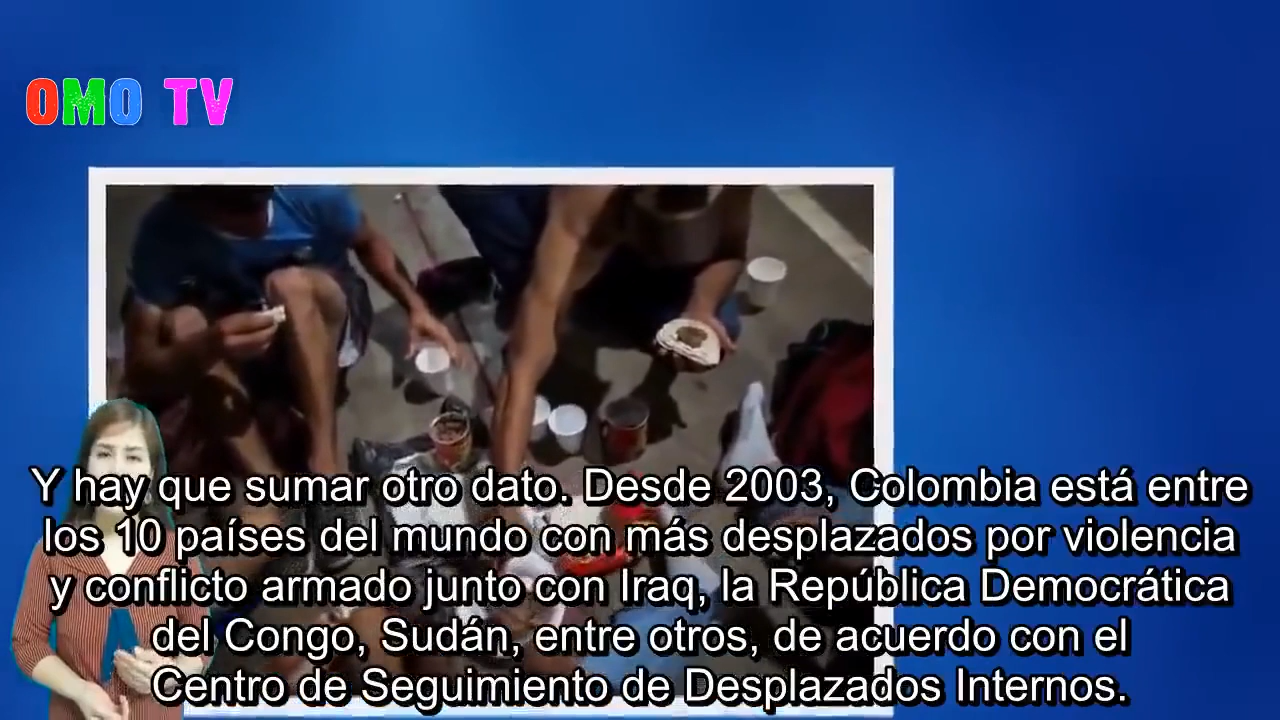 OMO TV
Y hay que sumar otro dato. Desde 2003, Colombia está entre
los 10 países del mundo con más desplazados por violencia
y conflicto armado junto con Iraq, la República Democrática
del Congo, Sudán, entre otros, de acuerdo con el
Centro de Seguimiento de Desplazados Internos.